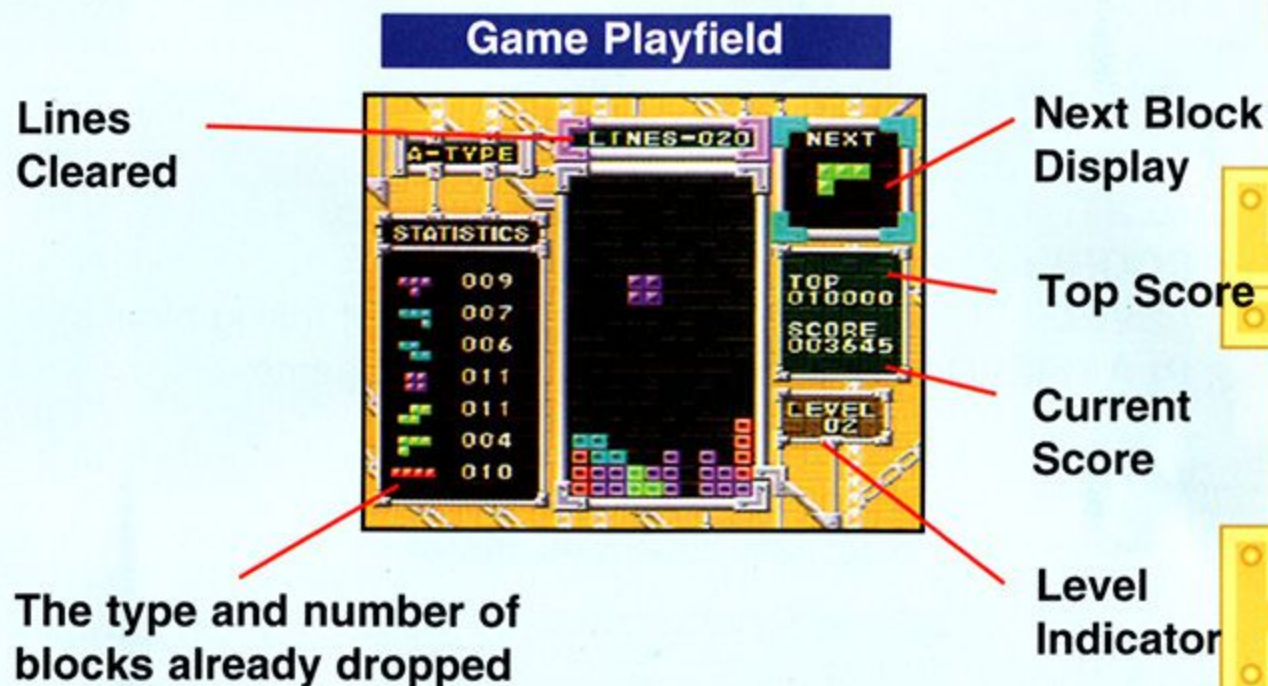 Game Playfield
Lines
Cleared
A-TYPE
LINES-020
NEXT
Next Block
Display
STATISTICS
009
007
006
011
011
004
010
TOP
010000
SCORE
003645
LEVEL
02
Top Score
Current
Score
Level
Indicator
The type and number of
blocks already dropped